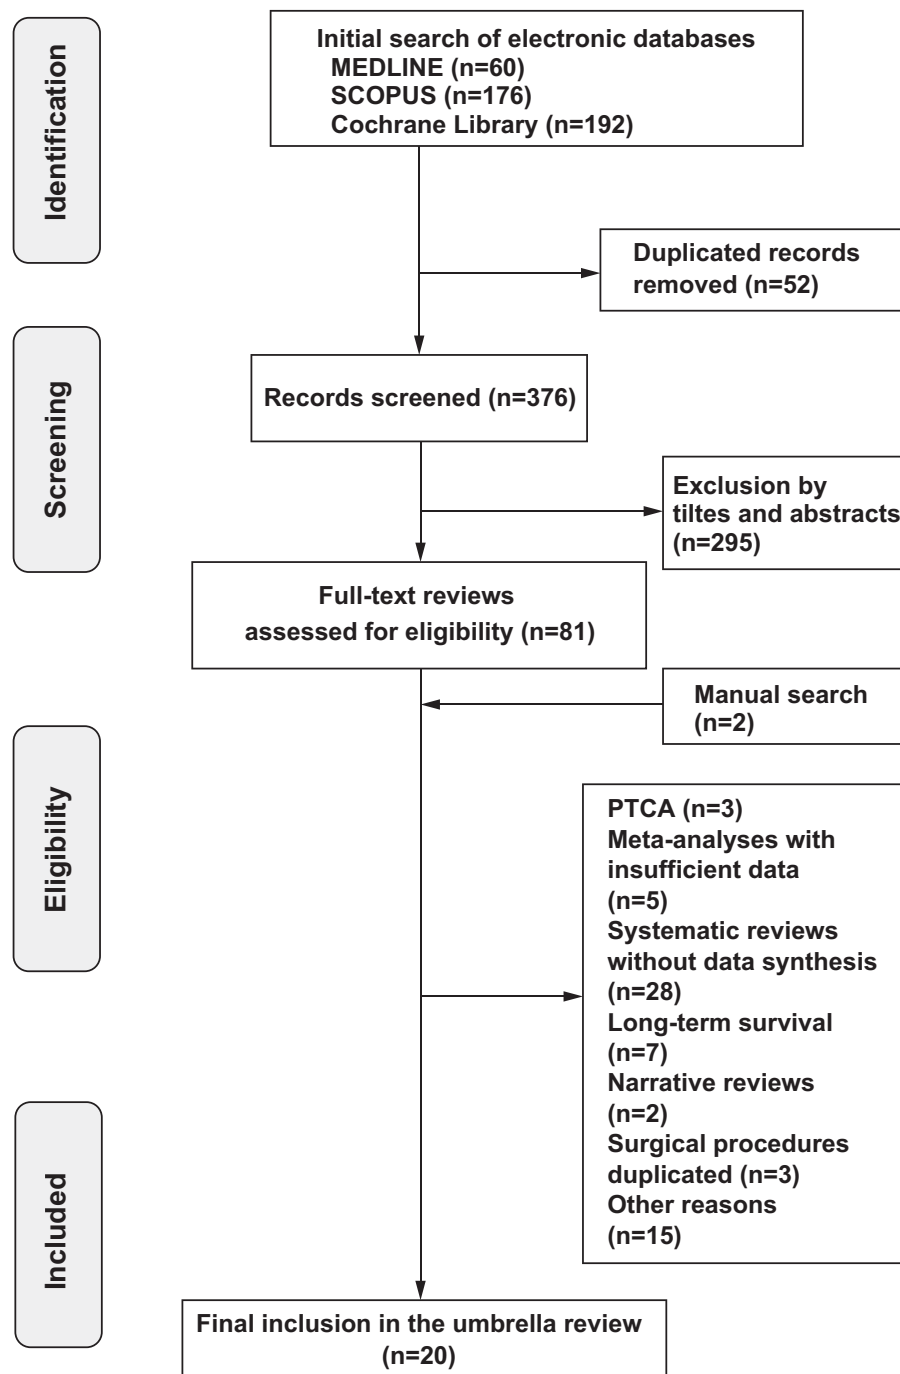 Identification
Initial search of electronic databases
MEDLINE (n=60)
SCOPUS (n=176)
Cochrane Library (n=192)
Duplicated records
removed (n=52)
Screening
Records screened (n=376)
Exclusion by
tiltes and abstracts
(n=295)
Full-text reviews
assessed for eligibility (n=81)
Manual search
(n=2)
Eligibility
PTCA (n=3)
Meta-analyses with
insufficient data
(n=5)
Systematic reviews
without data synthesis
(n=28)
Long-term survival
(n=7)
Narrative reviews
(n=2)
Surgical procedures
duplicated (n=3)
Other reasons
(n=15)
Included
Final inclusion in the umbrella review
(n=20)